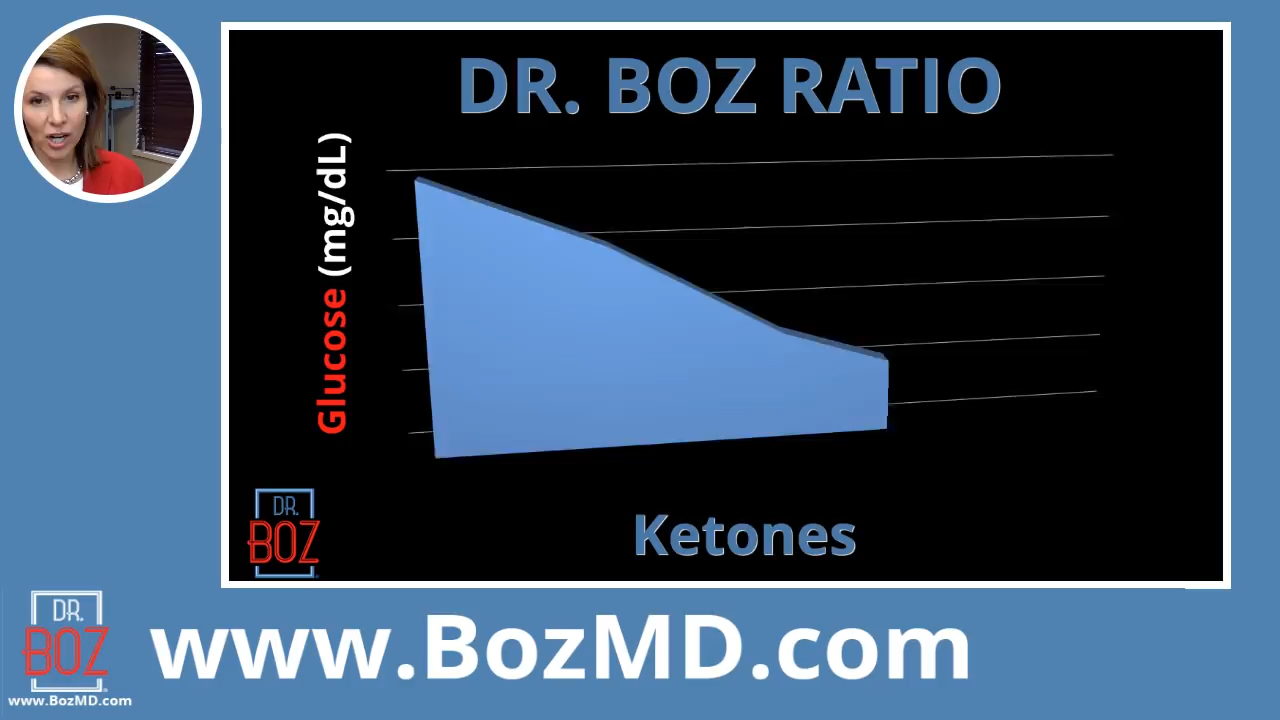 DR. BOZ RATIO
Glucose (mg/dL)
Ketones
DR.
BOZ
DR.
BOZ
www.BozMD.com
www.BozMD.com